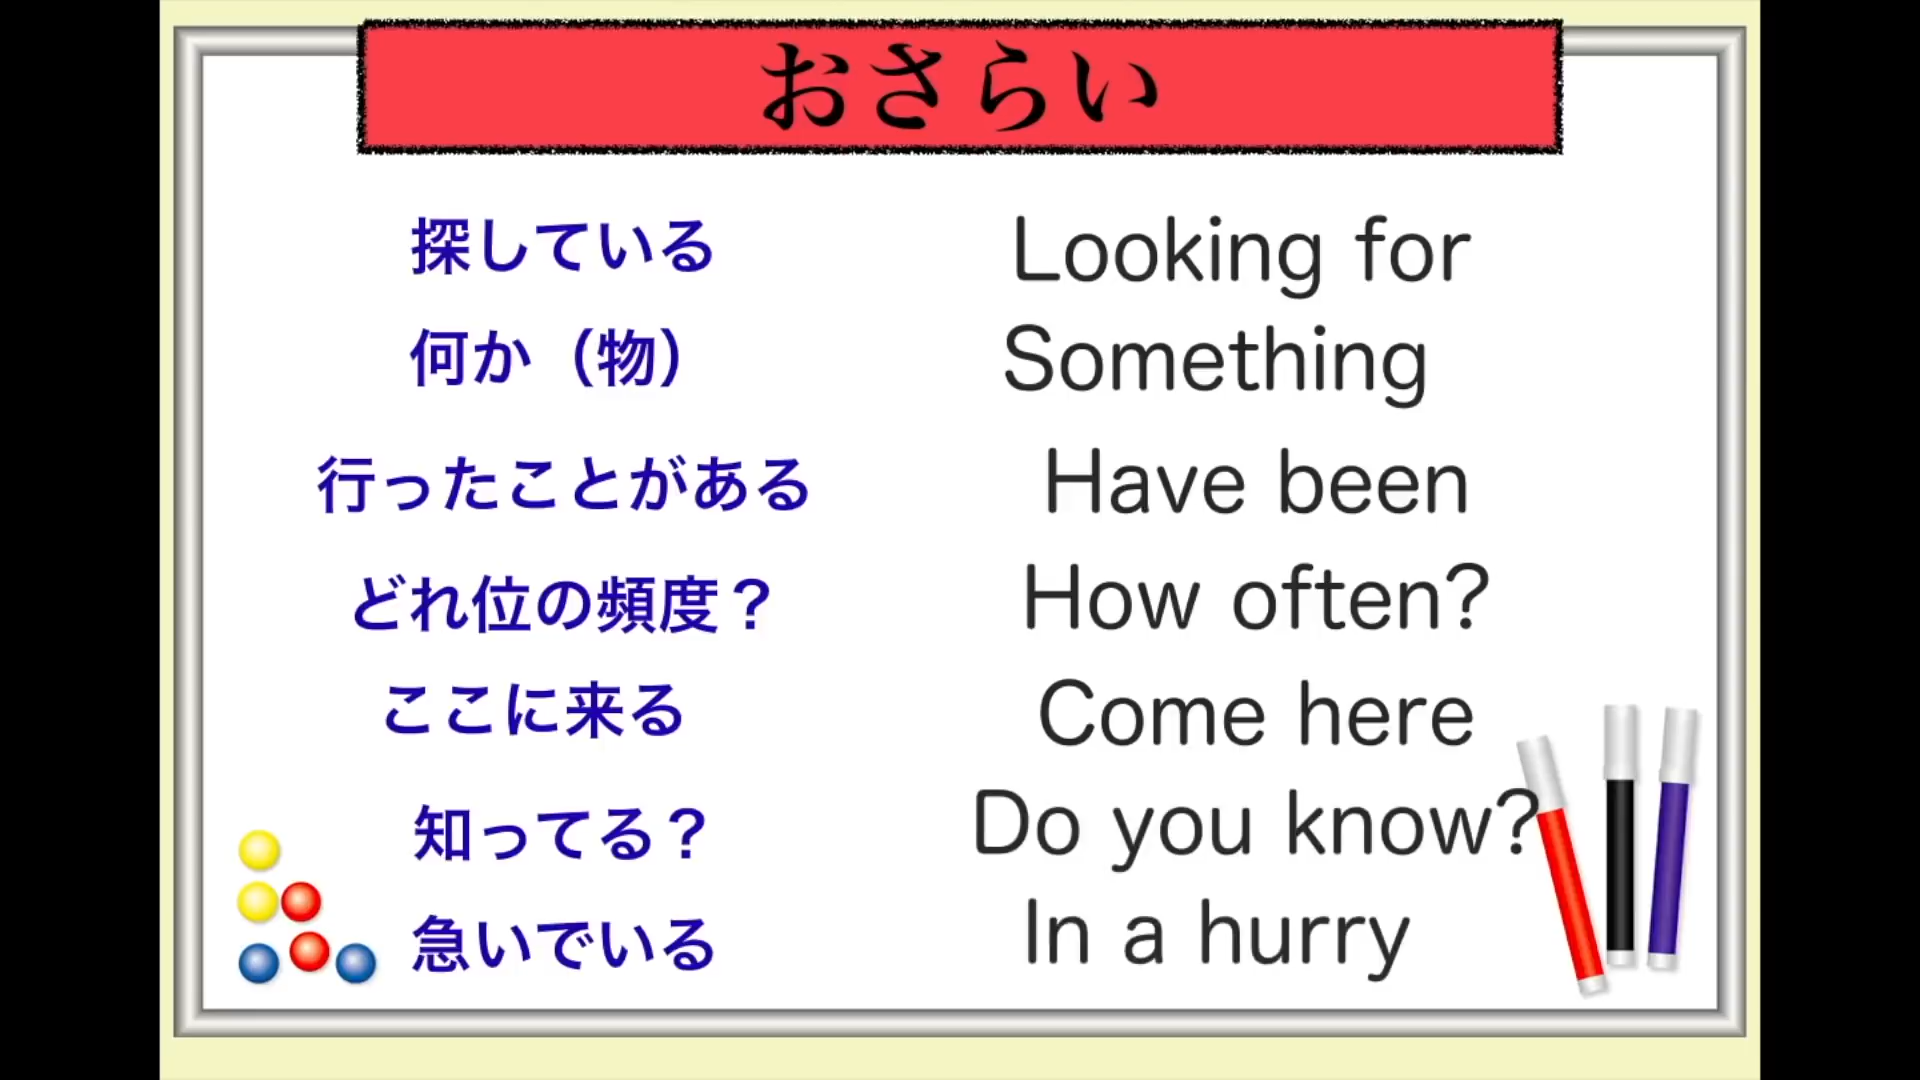 おさらい
探している Looking for
何か（物） Something
行ったことがある Have been
どれ位の頻度？ How often?
ここに来る Come here
知ってる？ Do you know?
急いでいる In a hurry